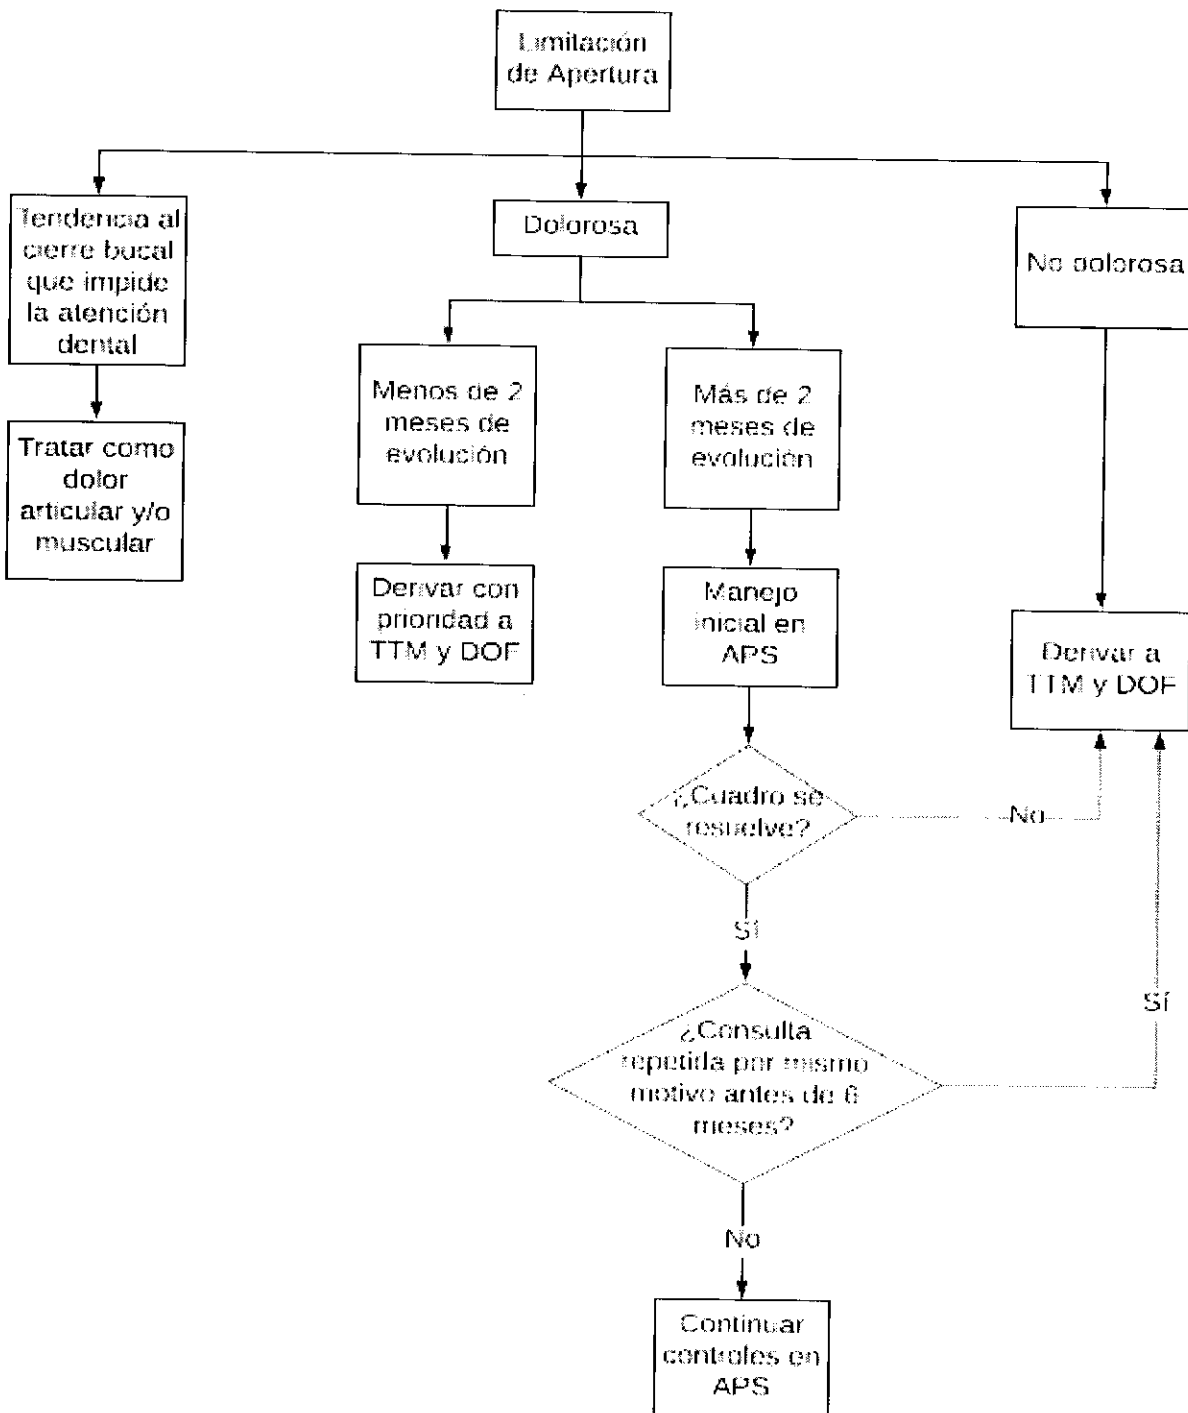 Limitación
de Apertura
Tendencia al
cierre bucal
que impide
la atención
dental
Dolorosa
No dolorosa
Menos de 2
meses de
evolución
Más de 2
meses de
evolución
Tratar como
dolor
articular y/o
muscular
Derivar con
prioridad a
TTM y DOF
Manejo
inicial en
APS
Derivar a
TTM y DOF
¿Cuadro se
resuelve?
No
Sí
Sí
¿Consulta
repetida por mismo
motivo antes de 6
meses?
No
Continuar
controles en
APS